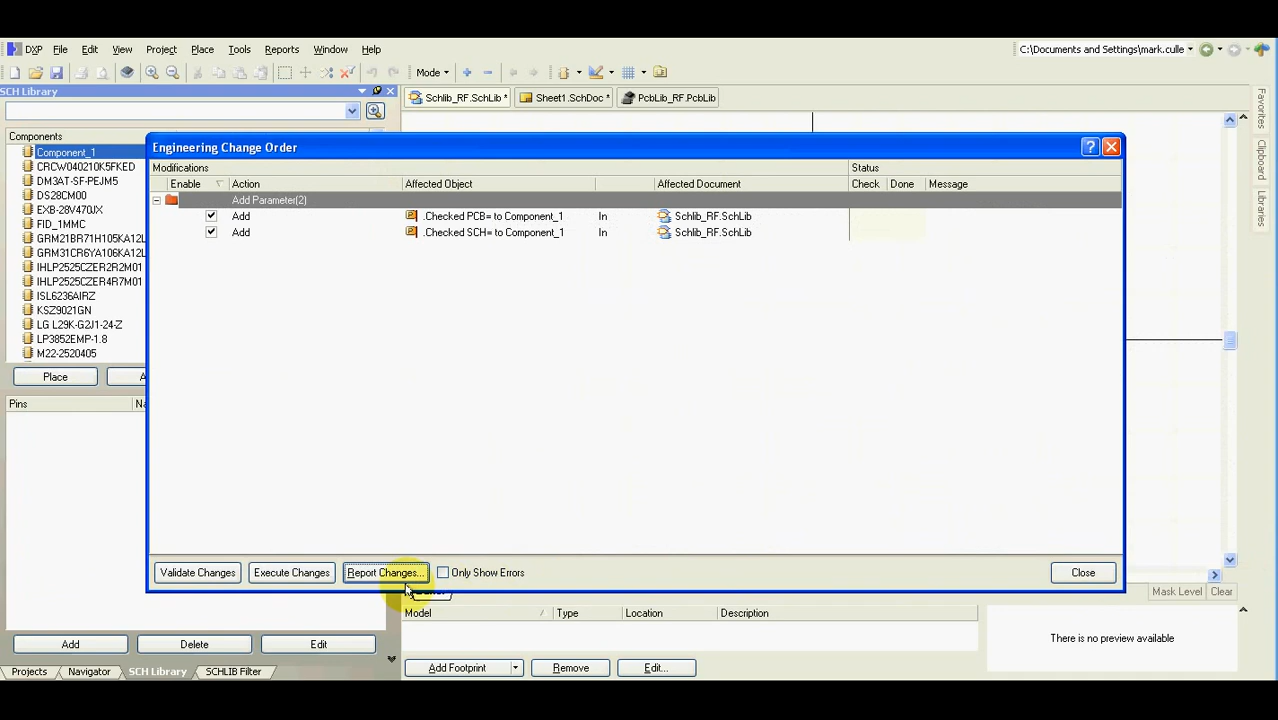 DXP File Edit View Project Place Tools Reports Window Help
C:\Documents and Settings\mark.culle
Mode
SCH Library
Schlib_RF.SchLib * Sheet1.SchDoc * PcbLib_RF.PcbLib
Favorites
Clipboard
Libraries
Components
Component_1
CRCW040210K5FKED
DM3AT-SF-PEJM5
DS28CM00
EXB-28V470JX
FID_1MMC
GRM21BR71H105KA12L
GRM31CR6YA106KA12L
IHLP2525CZER2R2M01
IHLP2525CZER4R7M01
ISL6236AIRZ
KSZ9021GN
LG L29K-G2J1-24-Z
LP3852EMP-1.8
M22-2520405
Place A
Pins Na
Engineering Change Order
Modifications Status
Enable Action Affected Object Affected Document Check Done Message
Add Parameter(2)
Add .Checked PCB= to Component_1 In Schlib_RF.SchLib
Add .Checked SCH= to Component_1 In Schlib_RF.SchLib
Validate Changes Execute Changes Report Changes... Only Show Errors Close
Mask Level Clear
Model Type Location Description
There is no preview available
Add Delete Edit
Add Footprint Remove Edit...
Projects Navigator SCH Library SCHLIB Filter